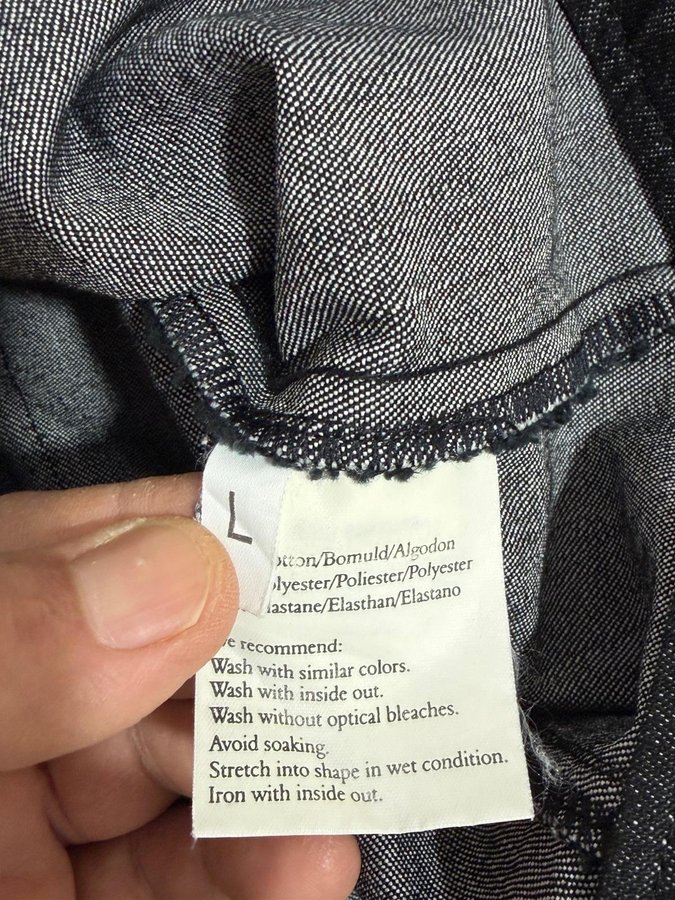 L
otton/Bomuld/Algodon
olyester/Poliester/Polyester
lastane/Elasthan/Elastano
e recommend:
Wash with similar colors.
Wash with inside out.
Wash without optical bleaches.
Avoid soaking.
Stretch into shape in wet condition.
Iron with inside out.